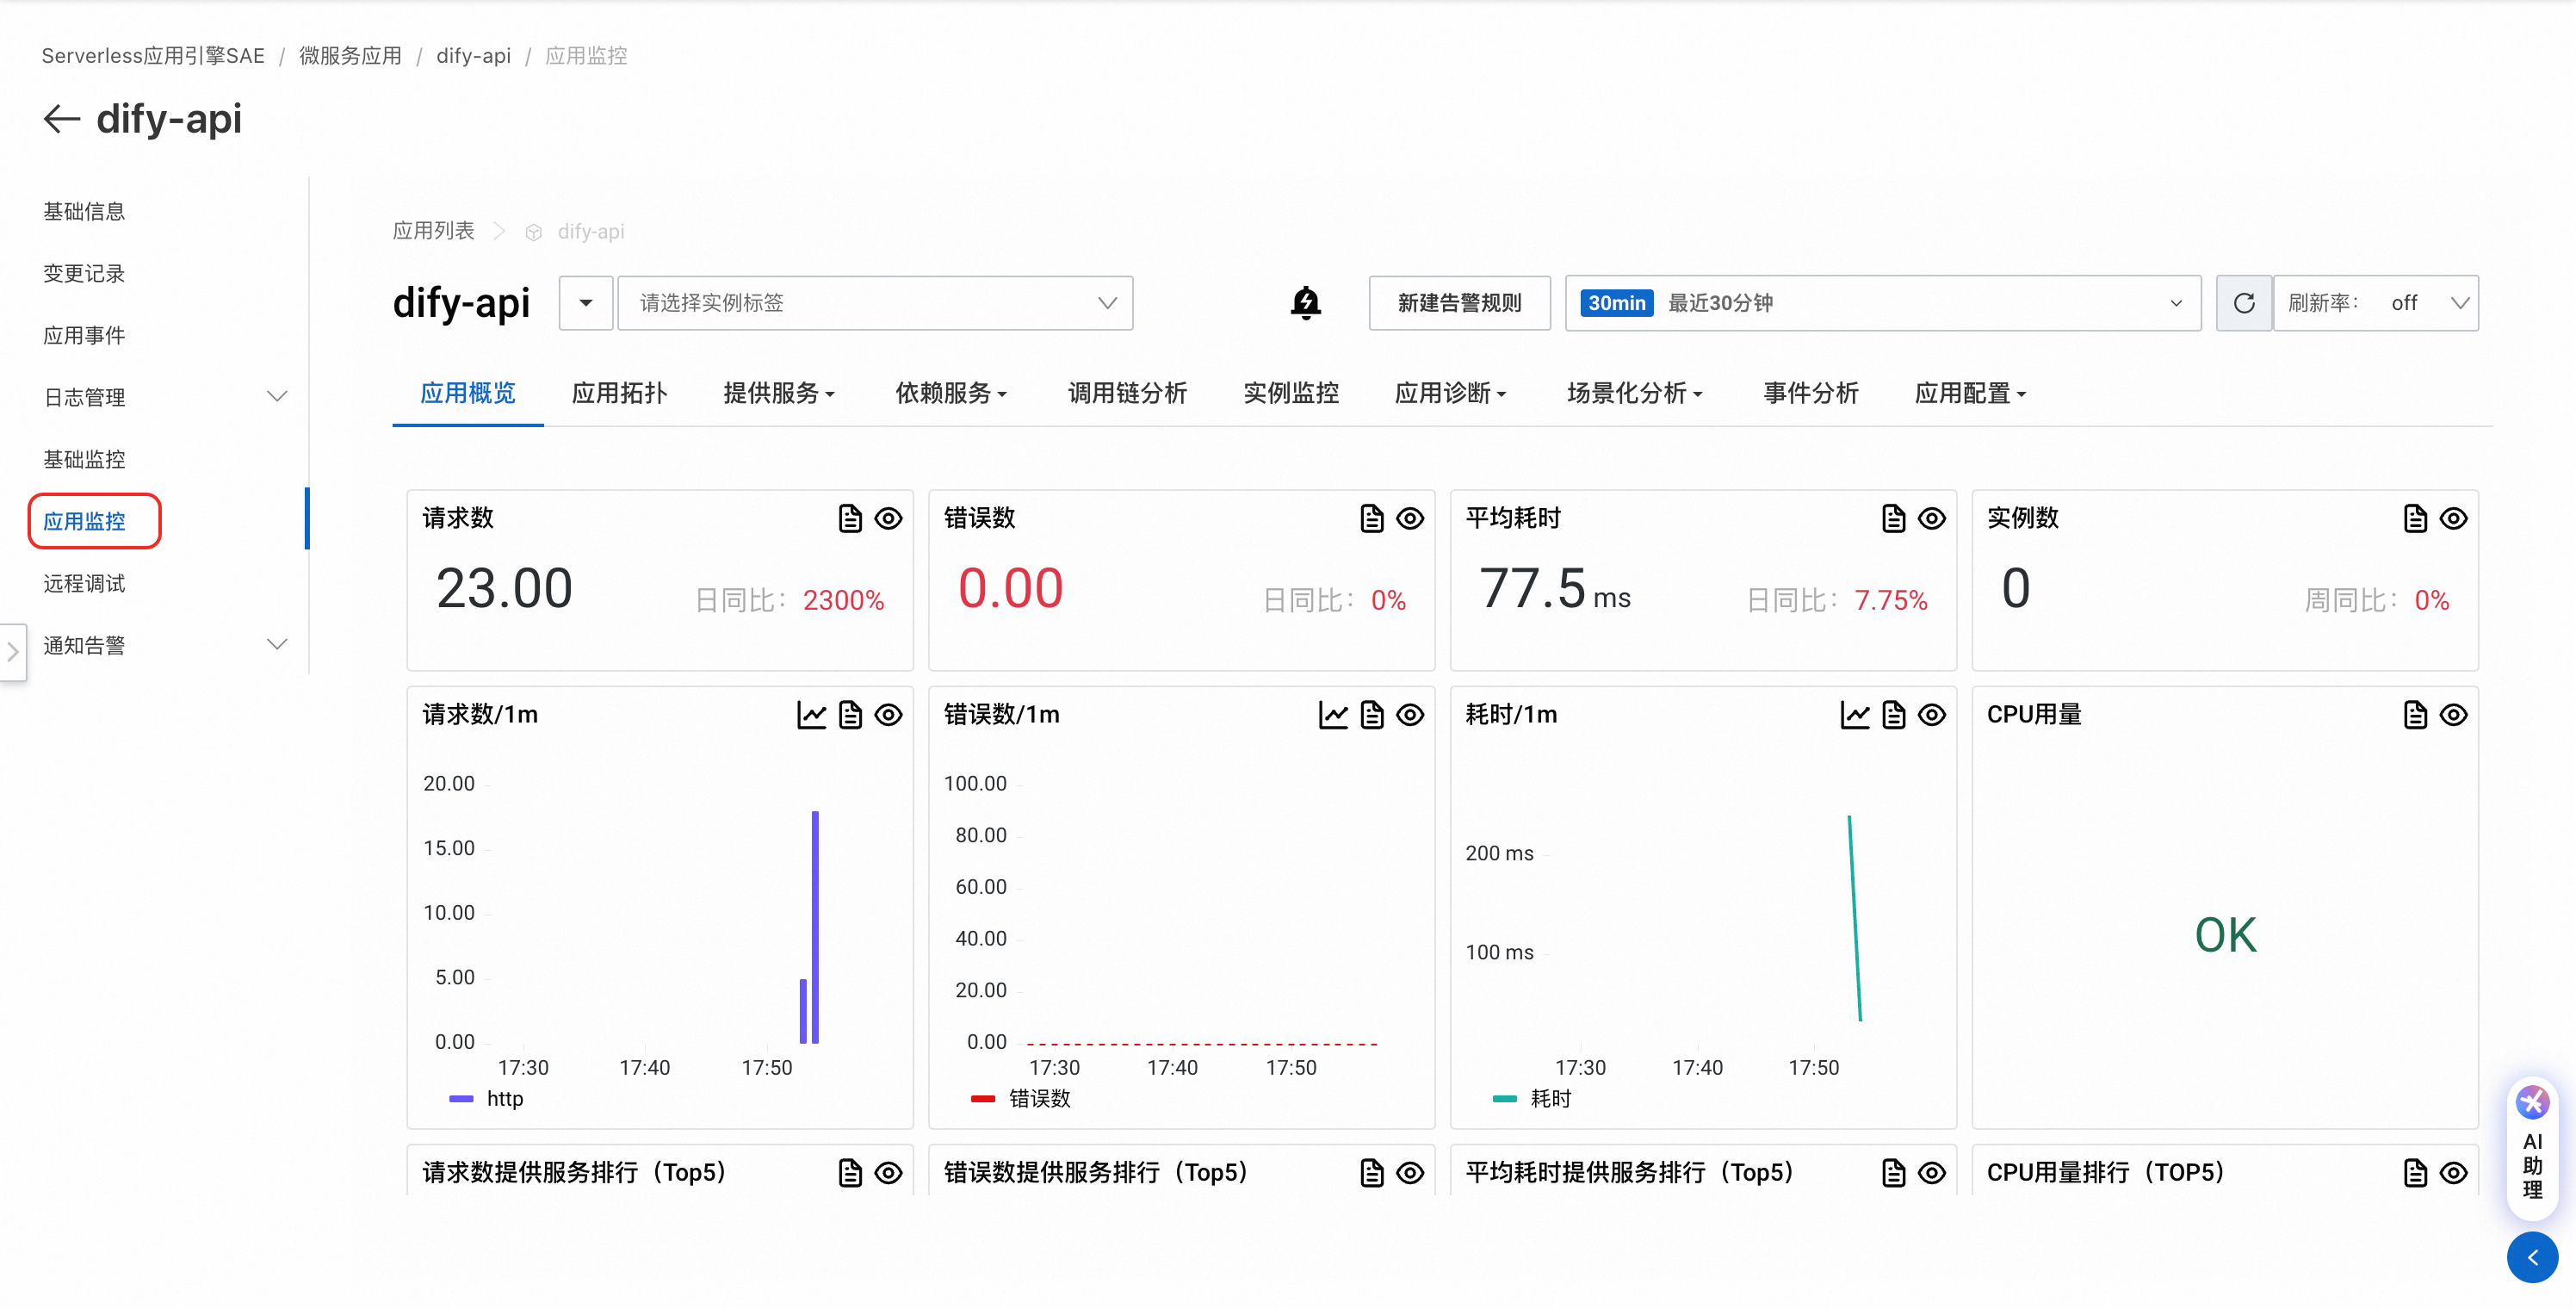 Serverless应用引擎SAE / 微服务应用 / dify-api / 应用监控
dify-api
基础信息
变更记录
应用事件
日志管理
基础监控
应用监控
远程调试
通知告警
应用列表 dify-api
dify-api 请选择实例标签 新建告警规则 30min 最近30分钟 刷新率： off
应用概览 应用拓扑 提供服务 依赖服务 调用链分析 实例监控 应用诊断 场景化分析 事件分析 应用配置
请求数
23.00 日同比： 2300%
错误数
0.00 日同比： 0%
平均耗时
77.5 ms 日同比： 7.75%
实例数
0 周同比： 0%
请求数/1m
20.00
15.00
10.00
5.00
0.00
17:30 17:40 17:50
http
错误数/1m
100.00
80.00
60.00
40.00
20.00
0.00
17:30 17:40 17:50
错误数
耗时/1m
200 ms
100 ms
17:30 17:40 17:50
耗时
CPU用量
OK
请求数提供服务排行（Top5）
错误数提供服务排行（Top5）
平均耗时提供服务排行（Top5）
CPU用量排行（TOP5）
AI
助
理